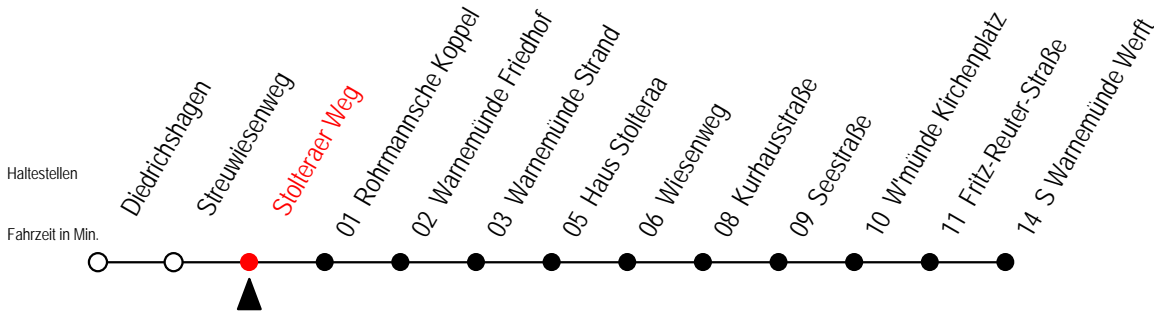 Haltestellen
Fahrzeit in Min.
Diedrichshagen
Streuwiesenweg
Stolteraer Weg
01 Rohrmannsche Koppel
02 Warnemünde Friedhof
03 Warnemünde Strand
05 Haus Stolteraa
06 Wiesenweg
08 Kurhausstraße
09 Seestraße
10 W'münde Kirchenplatz
11 Fritz-Reuter-Straße
14 S Warnemünde Werft